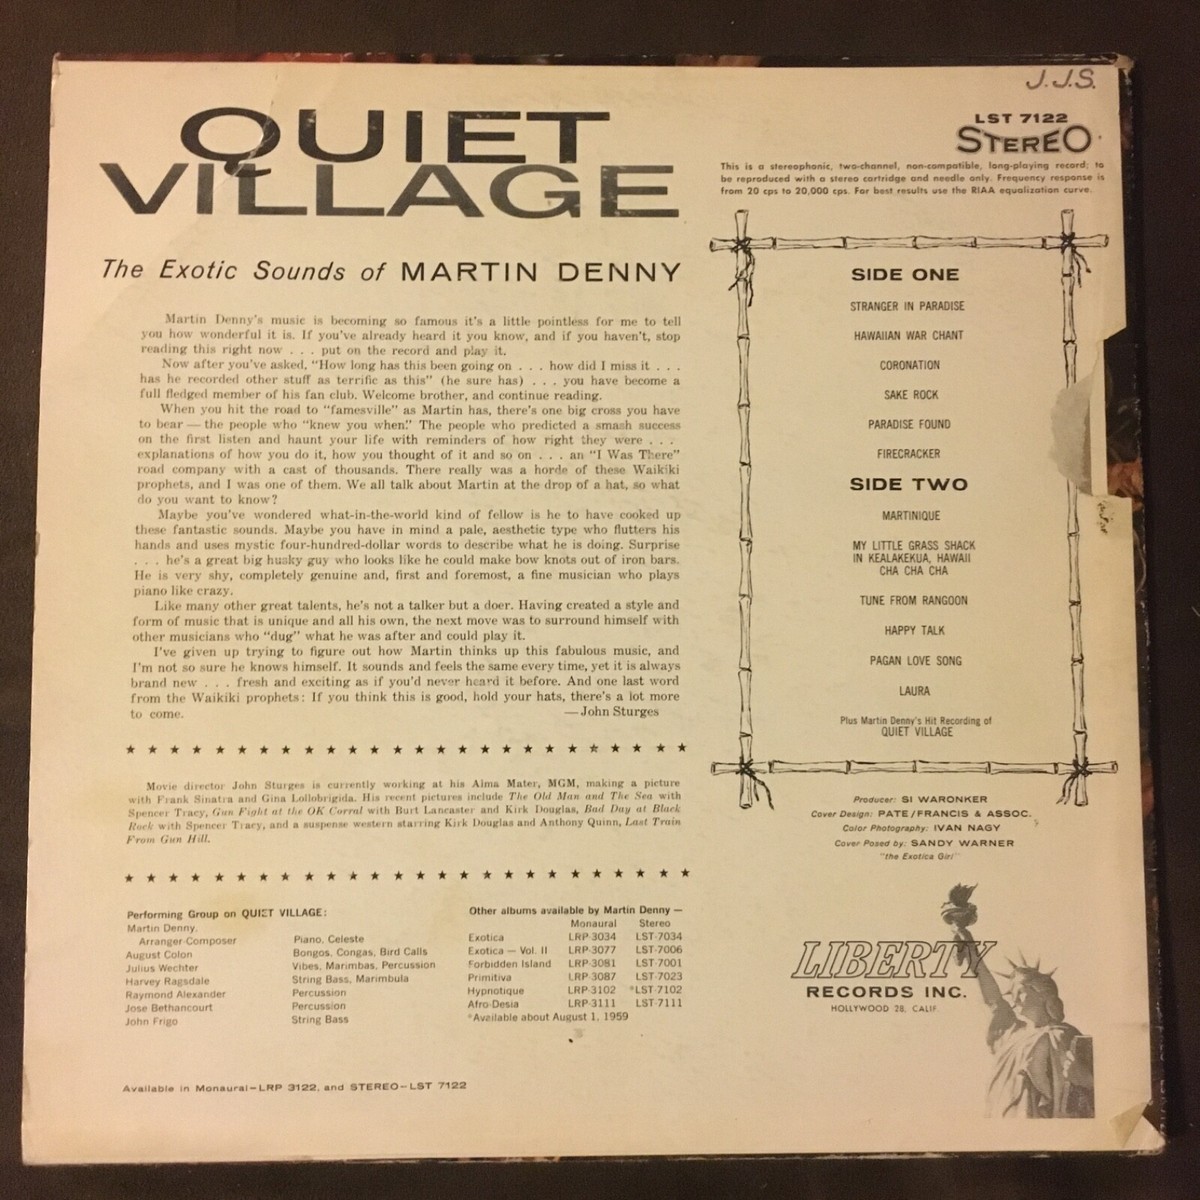 J.J.S.
QUIET
VILLAGE
The Exotic Sounds of MARTIN DENNY
Martin Denny's music is becoming so famous it's a little pointless for me to tell
you how wonderful it is. If you've already heard it you know, and if you haven't, stop
reading this right now . . . put on the record and play it.
Now after you've asked, "How long has this been going on . . . how did I miss it . . .
has he recorded other stuff as terrific as this" (he sure has) . . . you have become a
full fledged member of his fan club. Welcome brother, and continue reading.
When you hit the road to "famesville" as Martin has, there's one big cross you have
to bear — the people who "knew you when." The people who predicted a smash success
on the first listen and haunt your life with reminders of how right they were . . .
explanations of how you do it, how you thought of it and so on . . . an "I Was There"
road company with a cast of thousands. There really was a horde of these Waikiki
prophets, and I was one of them. We all talk about Martin at the drop of a hat, so what
do you want to know?
Maybe you've wondered what-in-the-world kind of fellow is he to have cooked up
these fantastic sounds. Maybe you have in mind a pale, aesthetic type who flutters his
hands and uses mystic four-hundred-dollar words to describe what he is doing. Surprise
. . . he's a great big husky guy who looks like he could make bow knots out of iron bars.
He is very shy, completely genuine and, first and foremost, a fine musician who plays
piano like crazy.
Like many other great talents, he's not a talker but a doer. Having created a style and
form of music that is unique and all his own, the next move was to surround himself with
other musicians who "dug" what he was after and could play it.
I've given up trying to figure out how Martin thinks up this fabulous music, and
I'm not so sure he knows himself. It sounds and feels the same every time, yet it is always
brand new . . . fresh and exciting as if you'd never heard it before. And one last word
from the Waikiki prophets: If you think this is good, hold your hats, there's a lot more
to come. —John Sturges
Movie director John Sturges is currently working at his Alma Mater, MGM, making a picture
with Frank Sinatra and Gina Lollobrigida. His recent pictures include The Old Man and The Sea with
Spencer Tracy, Gun Fight at the OK Corral with Burt Lancaster and Kirk Douglas, Bad Day at Black
Rock with Spencer Tracy, and a suspense western starring Kirk Douglas and Anthony Quinn, Last Train
From Gun Hill.
Performing Group on QUIET VILLAGE:
Martin Denny,
Arranger-Composer Piano, Celeste
August Colon Bongos, Congas, Bird Calls
Julius Wechter Vibes, Marimbas, Percussion
Harvey Ragsdale String Bass, Marimbula
Raymond Alexander Percussion
Jose Bethancourt Percussion
John Frigo String Bass
Other albums available by Martin Denny —
Monaural Stereo
Exotica LRP-3034 LST-7034
Exotica — Vol. II LRP-3077 LST-7006
Forbidden Island LRP-3081 LST-7001
Primitiva LRP-3087 LST-7023
Hypnotique LRP-3102 *LST-7102
Afro-Desia LRP-3111 LST-7111
*Available about August 1, 1959
Available in Monaural—LRP 3122, and STEREO—LST 7122
LST 7122
STEREO
This is a stereophonic, two-channel, non-compatible, long-playing record; to
be reproduced with a stereo cartridge and needle only. Frequency response is
from 20 cps to 20,000 cps. For best results use the RIAA equalization curve.
SIDE ONE
STRANGER IN PARADISE
HAWAIIAN WAR CHANT
CORONATION
SAKE ROCK
PARADISE FOUND
FIRECRACKER
SIDE TWO
MARTINIQUE
MY LITTLE GRASS SHACK
IN KEALAKEKUA, HAWAII
CHA CHA CHA
TUNE FROM RANGOON
HAPPY TALK
PAGAN LOVE SONG
LAURA
Plus Martin Denny's Hit Recording of
QUIET VILLAGE
Producer: SI WARONKER
Cover Design: PATE/FRANCIS & ASSOC.
Color Photography: IVAN NAGY
Cover Posed by: SANDY WARNER
"the Exotica Girl"
LIBERTY
RECORDS INC.
HOLLYWOOD 28, CALIF.